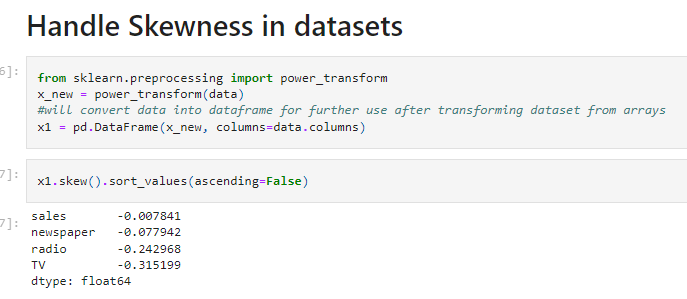 Handle Skewness in datasets
6]:
from sklearn.preprocessing import power_transform
x_new = power_transform(data)
#will convert data into dataframe for further use after transforming dataset from arrays
x1 = pd.DataFrame(x_new, columns=data.columns)
7]:
x1.skew().sort_values(ascending=False)
7]:
sales -0.007841
newspaper -0.077942
radio -0.242968
TV -0.315199
dtype: float64